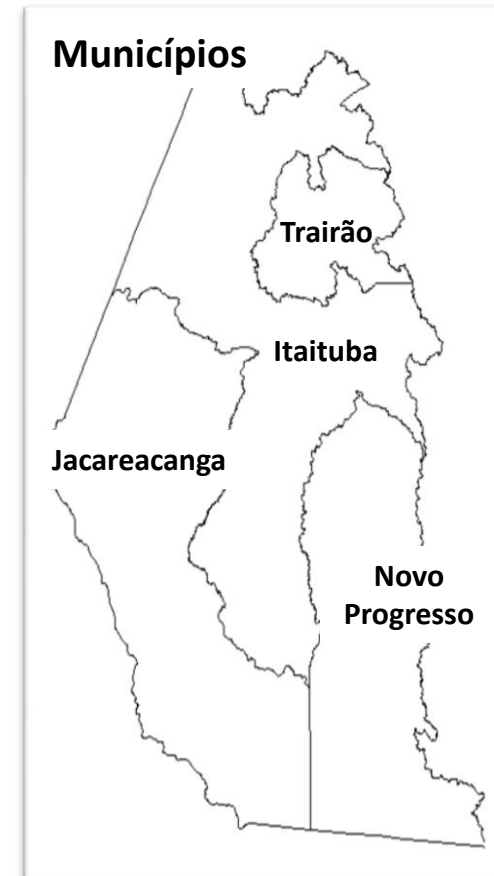 Municípios
Trairão
Itaituba
Jacareacanga
Novo
Progresso